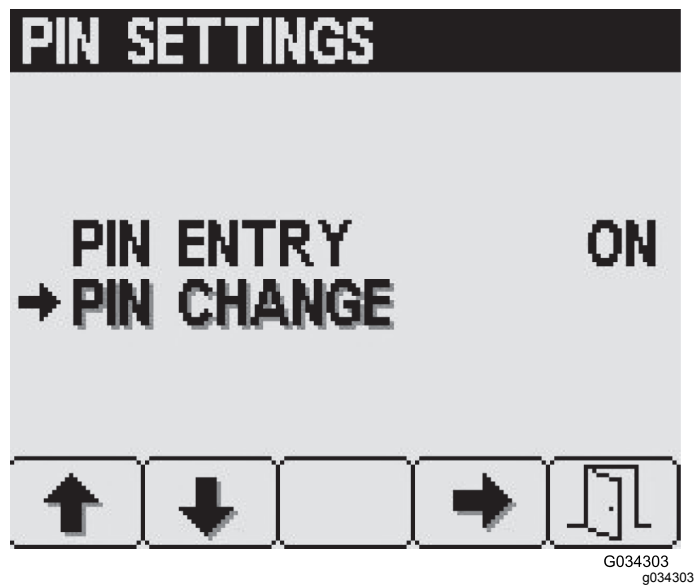 PIN SETTINGS
PIN ENTRY ON
PIN CHANGE
G034303
g034303